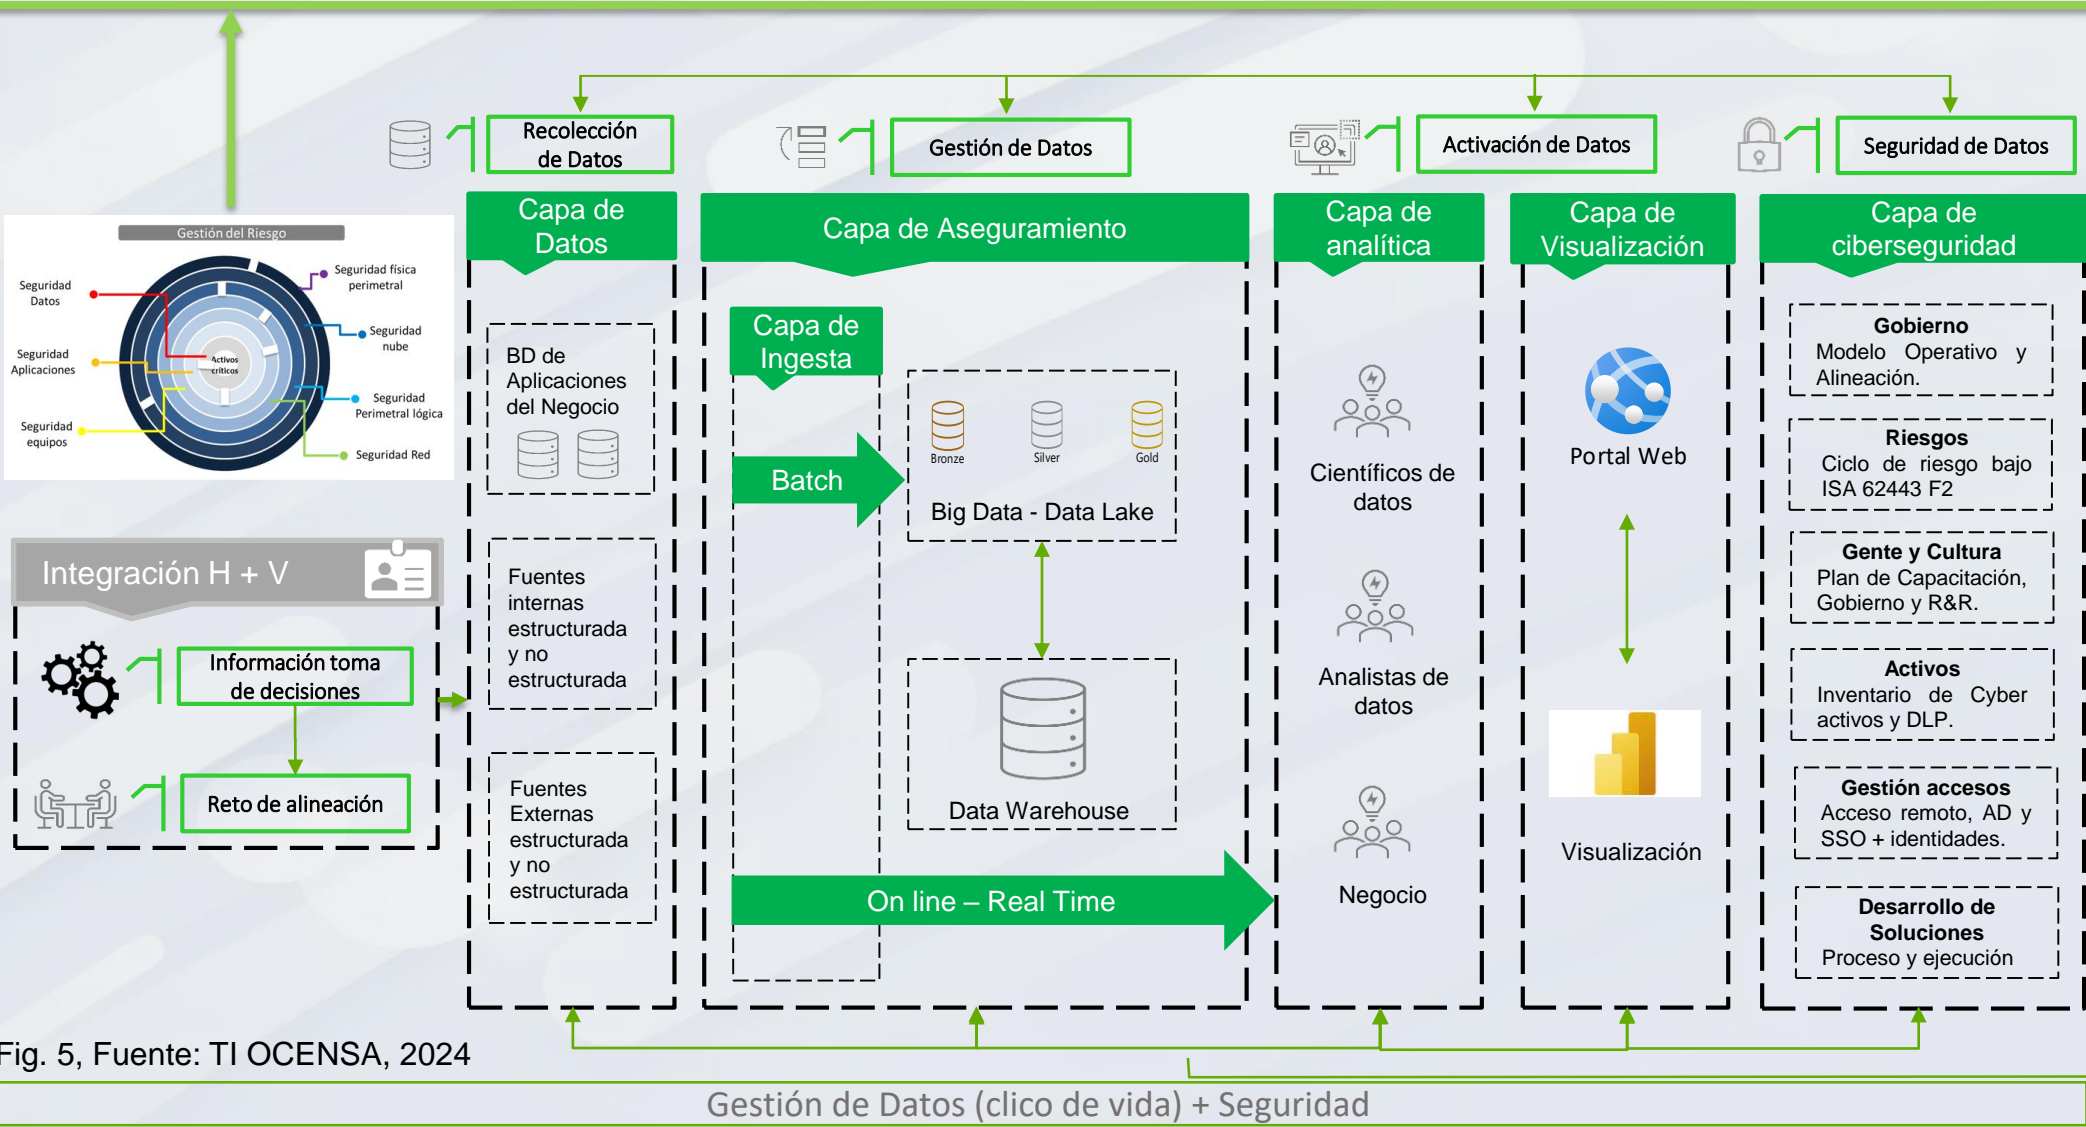 Recolección
de Datos
Gestión de Datos
Activación de Datos
Seguridad de Datos
Gestión del Riesgo
Seguridad
Datos
Seguridad
Aplicaciones
Seguridad
equipos
Activos
críticos
Seguridad física
perimetral
Seguridad
nube
Seguridad
Perimetral lógica
Seguridad Red
Integración H + V
Información toma
de decisiones
Reto de alineación
Capa de
Datos
BD de
Aplicaciones
del Negocio
Fuentes
internas
estructurada
y no
estructurada
Fuentes
Externas
estructurada
y no
estructurada
Capa de Aseguramiento
Capa de
Ingesta
Batch
Bronze
Silver
Gold
Big Data - Data Lake
Data Warehouse
On line – Real Time
Capa de
analítica
Científicos de
datos
Analistas de
datos
Negocio
Capa de
Visualización
Portal Web
Visualización
Capa de
ciberseguridad
Gobierno
Modelo Operativo y
Alineación.
Riesgos
Ciclo de riesgo bajo
ISA 62443 F2
Gente y Cultura
Plan de Capacitación,
Gobierno y R&R.
Activos
Inventario de Cyber
activos y DLP.
Gestión accesos
Acceso remoto, AD y
SSO + identidades.
Desarrollo de
Soluciones
Proceso y ejecución
Fig. 5, Fuente: TI OCENSA, 2024
Gestión de Datos (clico de vida) + Seguridad